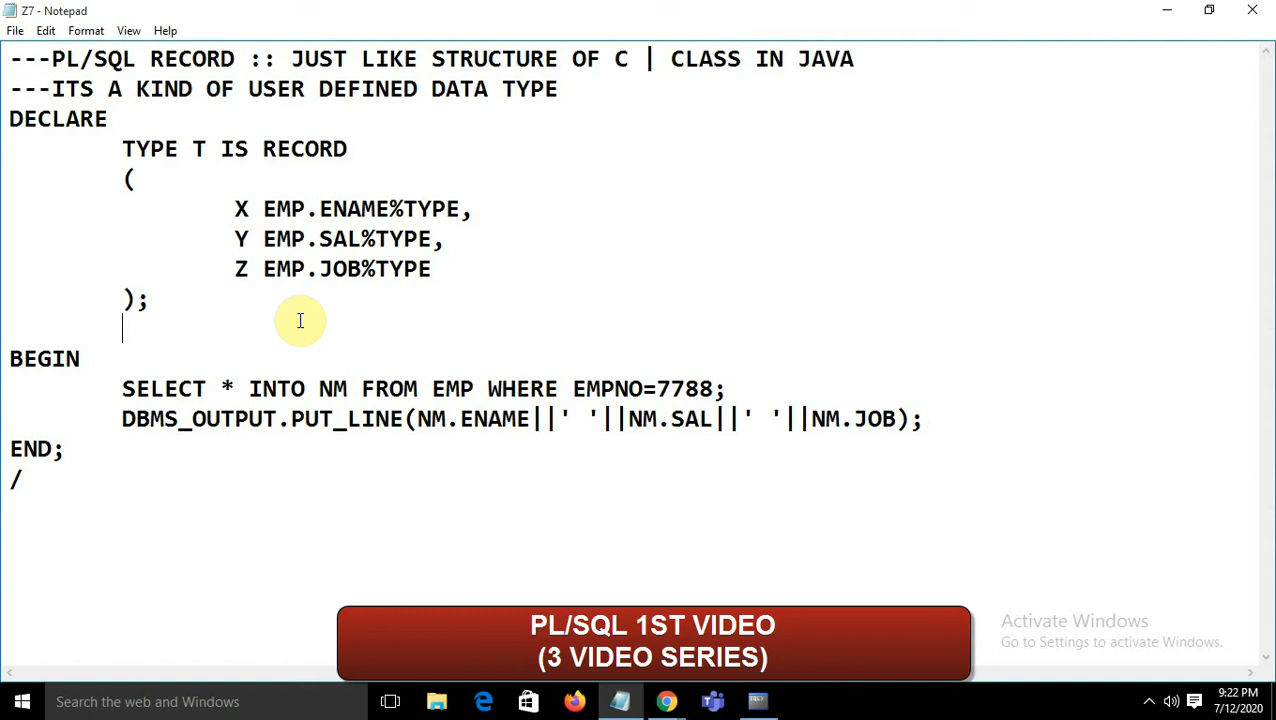 Z7 - Notepad
File Edit Format View Help
---PL/SQL RECORD :: JUST LIKE STRUCTURE OF C | CLASS IN JAVA
---ITS A KIND OF USER DEFINED DATA TYPE
DECLARE
TYPE T IS RECORD
(
X EMP.ENAME%TYPE,
Y EMP.SAL%TYPE,
Z EMP.JOB%TYPE
);
BEGIN
SELECT * INTO NM FROM EMP WHERE EMPNO=7788;
DBMS_OUTPUT.PUT_LINE(NM.ENAME||' '||NM.SAL||' '||NM.JOB);
END;
/
PL/SQL 1ST VIDEO
(3 VIDEO SERIES)
Activate Windows
Go to Settings to activate Windows.
Search the web and Windows
9:22 PM
7/12/2020